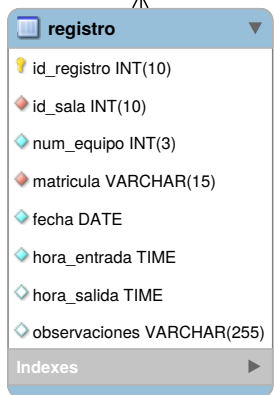 registro
id_registro INT(10)
id_sala INT(10)
num_equipo INT(3)
matricula VARCHAR(15)
fecha DATE
hora_entrada TIME
hora_salida TIME
observaciones VARCHAR(255)
Indexes